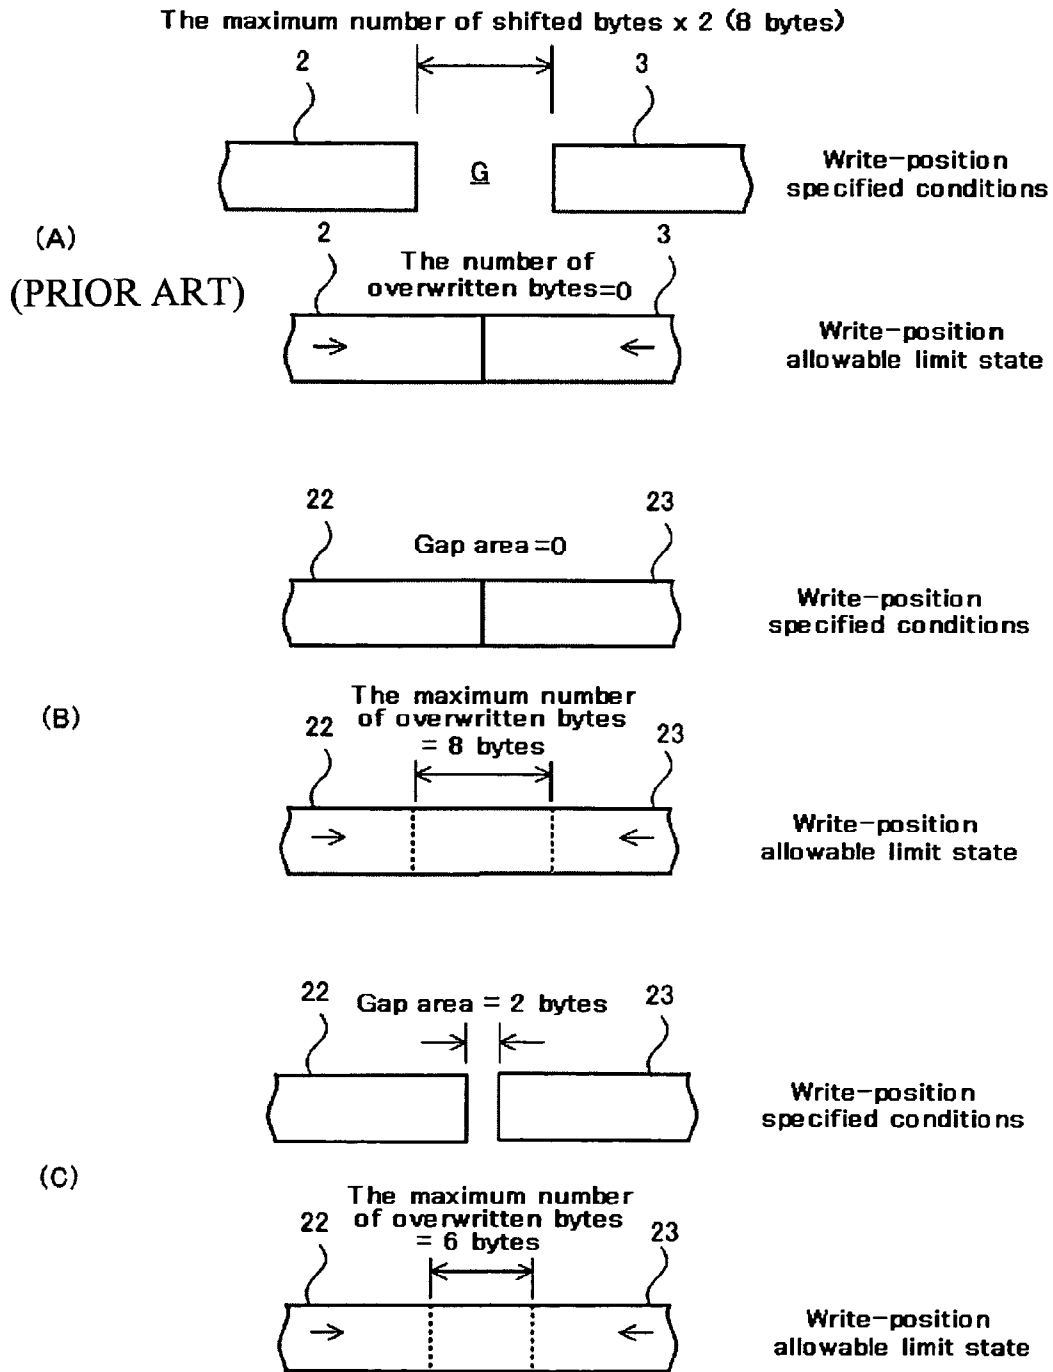 The maximum number of shifted bytes x 2 (8 bytes)
2
3
G
Write-position
specified conditions
(A)
(PRIOR ART)
2
3
The number of
overwritten bytes=0
Write-position
allowable limit state
22
23
Gap area=0
Write-position
specified conditions
(B)
The maximum number
of overwritten bytes
= 8 bytes
22
23
Write-position
allowable limit state
22
Gap area = 2 bytes
23
Write-position
specified conditions
(C)
The maximum number
of overwritten bytes
= 6 bytes
22
23
Write-position
allowable limit state